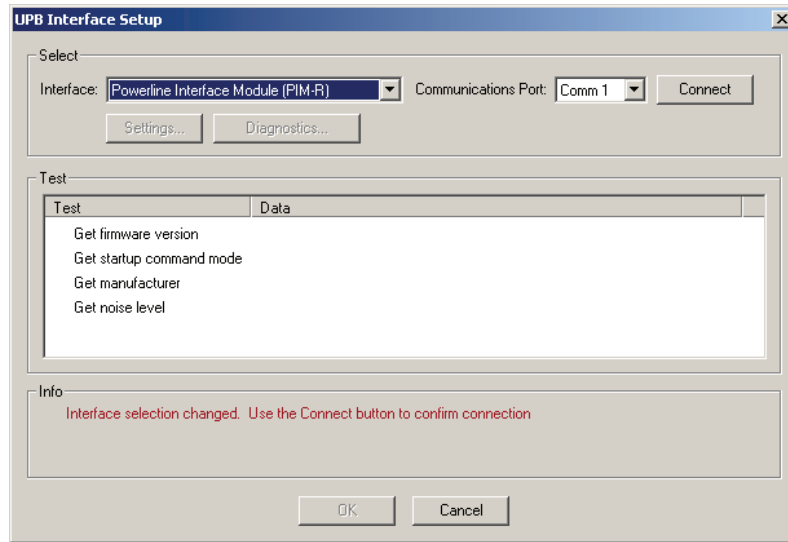 UPB Interface Setup
Select
Interface: Powerline Interface Module (PIM-R) Communications Port: Comm 1 Connect
Settings... Diagnostics...
Test
Test Data
Get firmware version
Get startup command mode
Get manufacturer
Get noise level
Info
Interface selection changed. Use the Connect button to confirm connection
OK Cancel